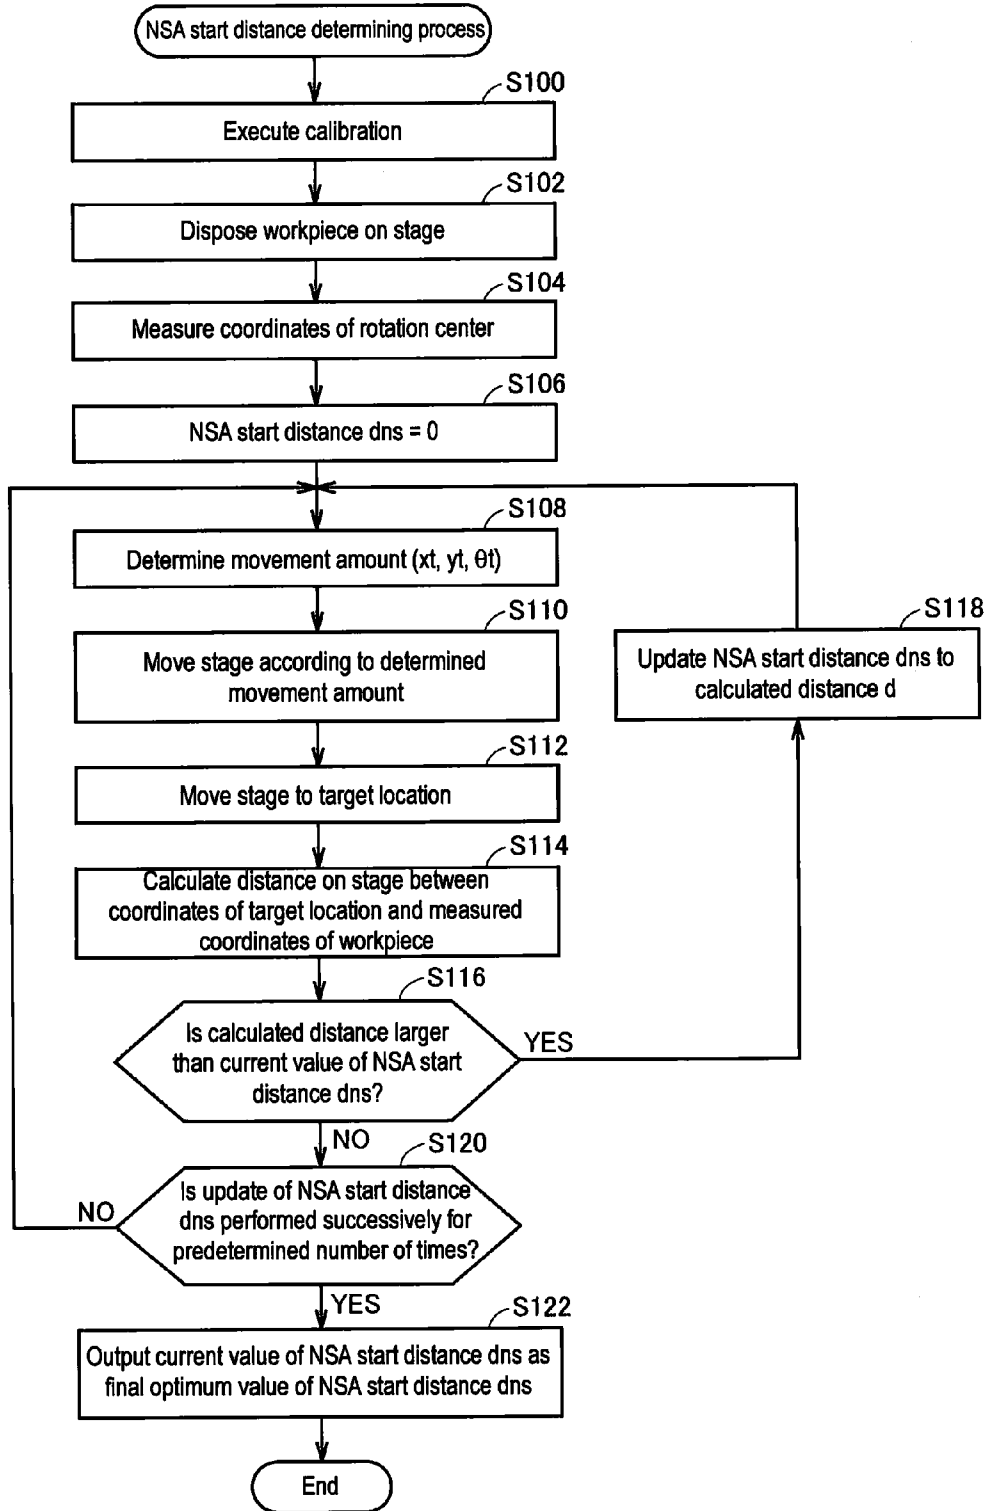 NSA start distance determining process
S100
Execute calibration
S102
Dispose workpiece on stage
S104
Measure coordinates of rotation center
S106
NSA start distance dns = 0
S108
Determine movement amount (xt, yt, θt)
S110
Move stage according to determined
movement amount
S118
Update NSA start distance dns to
calculated distance d
S112
Move stage to target location
S114
Calculate distance on stage between
coordinates of target location and measured
coordinates of workpiece
S116
Is calculated distance larger
than current value of NSA start
distance dns?
YES
NO
S120
Is update of NSA start distance
dns performed successively for
predetermined number of times?
NO
YES
S122
Output current value of NSA start distance dns as
final optimum value of NSA start distance dns
End